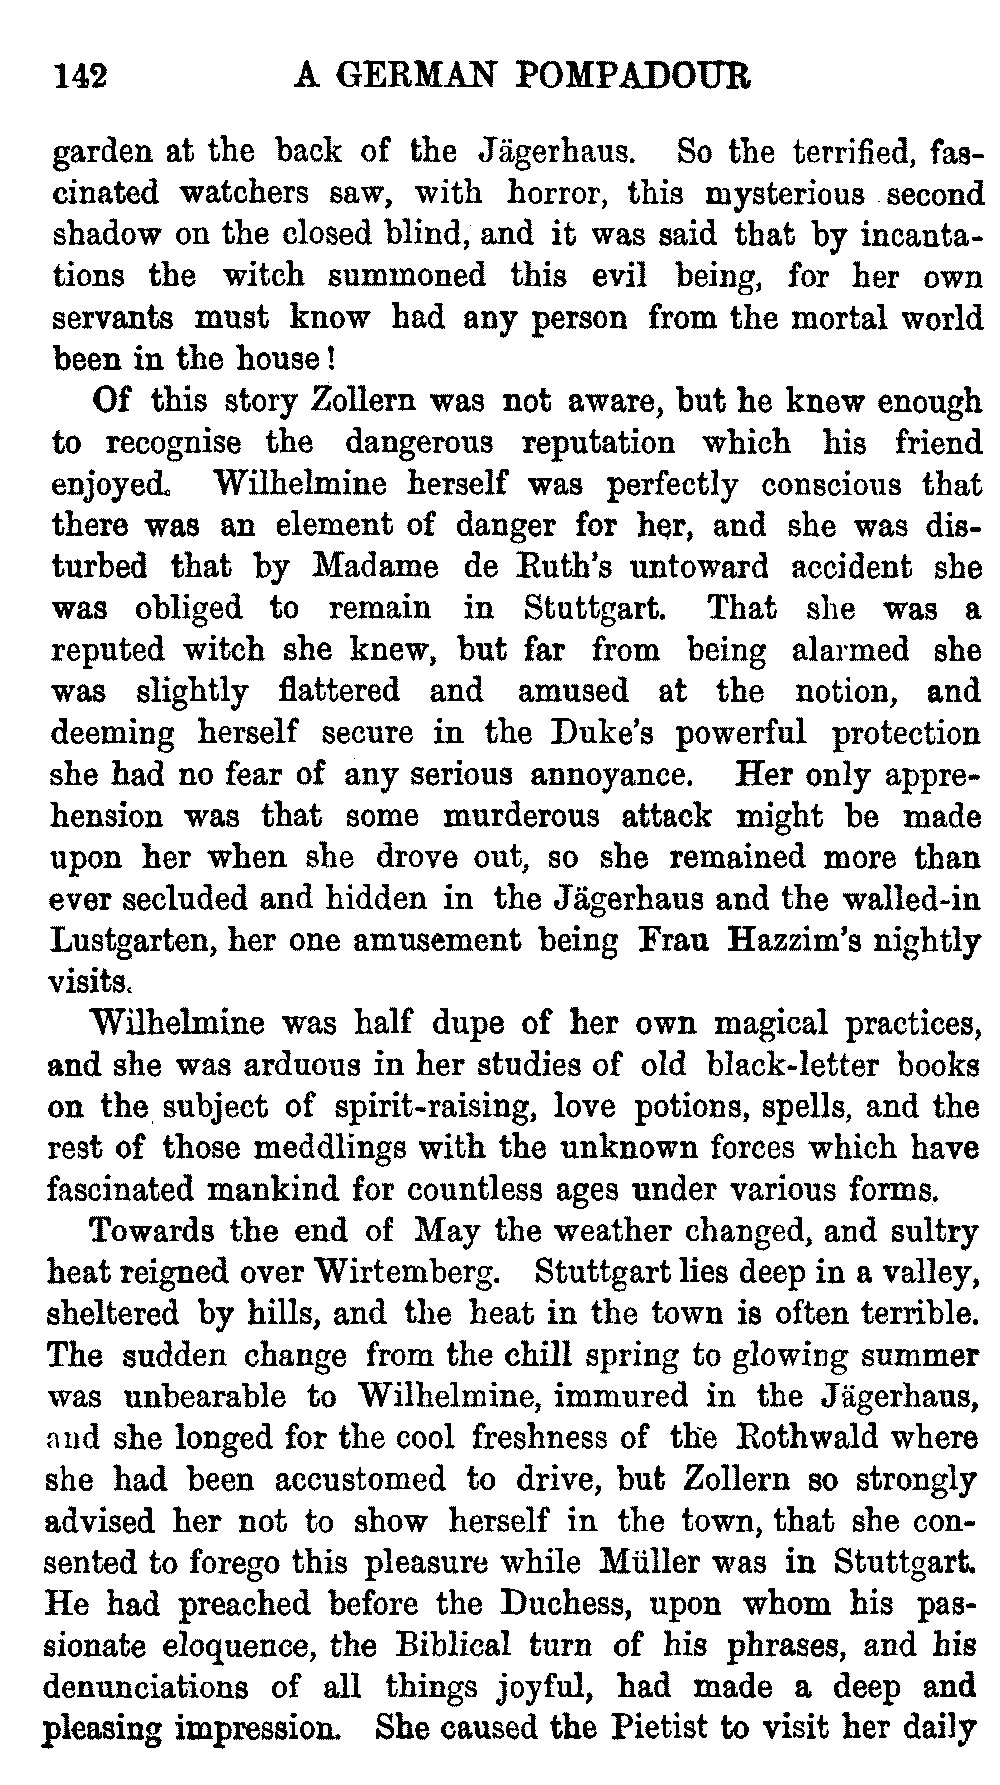 142 A GERMAN POMPADOUR
garden at the back of the Jägerhaus. So the terrified, fas-
cinated watchers saw, with horror, this mysterious second
shadow on the closed blind, and it was said that by incanta-
tions the witch summoned this evil being, for her own
servants must know had any person from the mortal world
been in the house!
Of this story Zollern was not aware, but he knew enough
to recognise the dangerous reputation which his friend
enjoyed. Wilhelmine herself was perfectly conscious that
there was an element of danger for her, and she was dis-
turbed that by Madame de Ruth's untoward accident she
was obliged to remain in Stuttgart. That she was a
reputed witch she knew, but far from being alarmed she
was slightly flattered and amused at the notion, and
deeming herself secure in the Duke's powerful protection
she had no fear of any serious annoyance. Her only appre-
hension was that some murderous attack might be made
upon her when she drove out, so she remained more than
ever secluded and hidden in the Jägerhaus and the walled-in
Lustgarten, her one amusement being Frau Hazzim's nightly
visits.
Wilhelmine was half dupe of her own magical practices,
and she was arduous in her studies of old black-letter books
on the subject of spirit-raising, love potions, spells, and the
rest of those meddlings with the unknown forces which have
fascinated mankind for countless ages under various forms.
Towards the end of May the weather changed, and sultry
heat reigned over Wirtemberg. Stuttgart lies deep in a valley,
sheltered by hills, and the heat in the town is often terrible.
The sudden change from the chill spring to glowing summer
was unbearable to Wilhelmine, immured in the Jägerhaus,
and she longed for the cool freshness of the Rothwald where
she had been accustomed to drive, but Zollern so strongly
advised her not to show herself in the town, that she con-
sented to forego this pleasure while Müller was in Stuttgart.
He had preached before the Duchess, upon whom his pas-
sionate eloquence, the Biblical turn of his phrases, and his
denunciations of all things joyful, had made a deep and
pleasing impression. She caused the Pietist to visit her daily